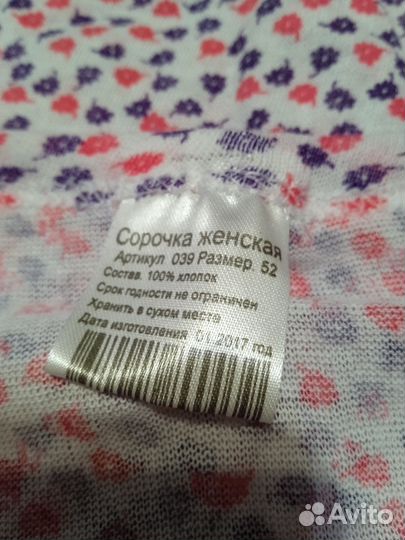 Сорочка женская
Артикул 039 Размер. 52
Состав. 100% хлопок
Срок годности не ограничен
Хранить в сухом месте
Дата изготовления 01.2017 год
Avito